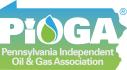 PIOGA®
Pennsylvania Independent
Oil & Gas Association